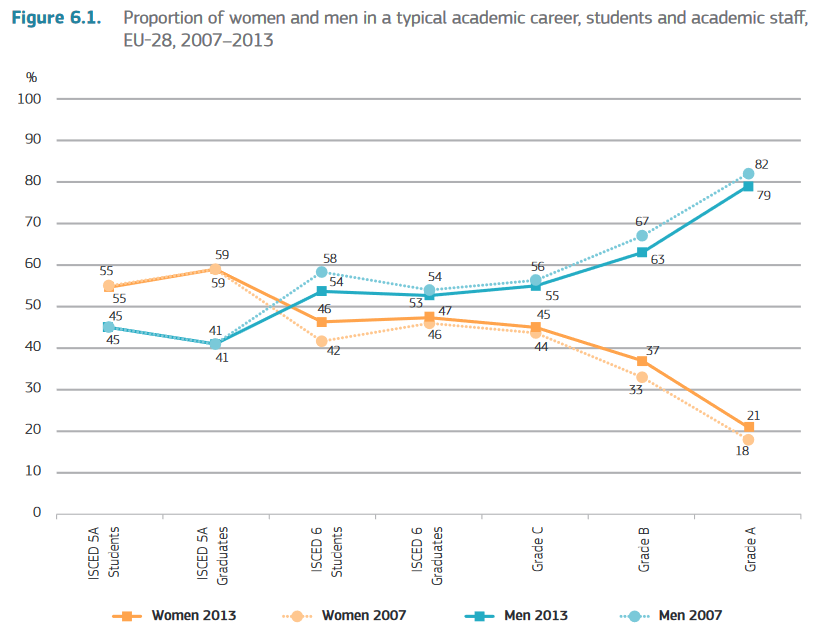 Figure 6.1. Proportion of women and men in a typical academic career, students and academic staff,
EU-28, 2007–2013
%
100
90
80
70
60
50
40
30
20
10
0
55
55
45
45
59
59
41
41
58
54
46
42
54
53
47
46
56
55
45
44
67
63
37
33
82
79
21
18
ISCED 5A
Students
ISCED 5A
Graduates
ISCED 6
Students
ISCED 6
Graduates
Grade C
Grade B
Grade A
Women 2013
Women 2007
Men 2013
Men 2007